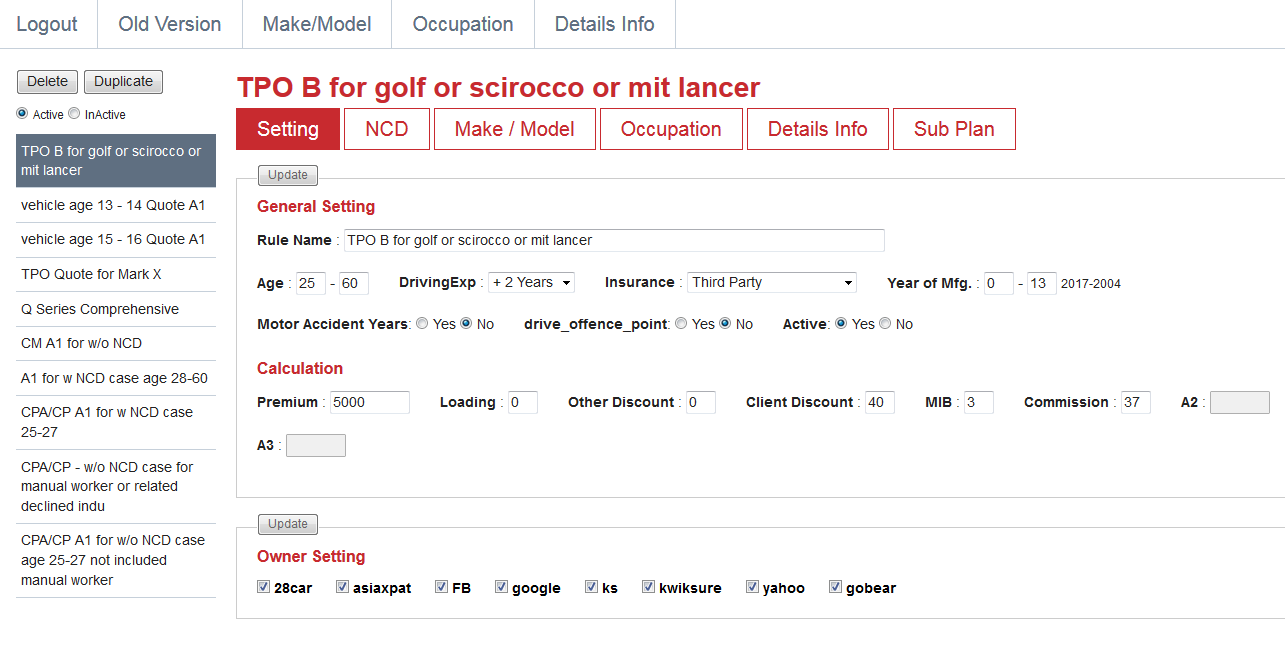 Logout Old Version Make/Model Occupation Details Info
Delete Duplicate
Active InActive
TPO B for golf or scirocco or
mit lancer
vehicle age 13 - 14 Quote A1
vehicle age 15 - 16 Quote A1
TPO Quote for Mark X
Q Series Comprehensive
CM A1 for w/o NCD
A1 for w NCD case age 28-60
CPA/CP A1 for w NCD case
25-27
CPA/CP - w/o NCD case for
manual worker or related
declined indu
CPA/CP A1 for w/o NCD case
age 25-27 not included
manual worker
TPO B for golf or scirocco or mit lancer
Setting NCD Make / Model Occupation Details Info Sub Plan
Update
General Setting
Rule Name : TPO B for golf or scirocco or mit lancer
Age : 25 - 60 DrivingExp : + 2 Years Insurance : Third Party Year of Mfg. : 0 - 13 2017-2004
Motor Accident Years: Yes No drive_offence_point: Yes No Active: Yes No
Calculation
Premium : 5000 Loading : 0 Other Discount : 0 Client Discount : 40 MIB : 3 Commission : 37 A2 :
A3 :
Update
Owner Setting
28car asiaxpat FB google ks kwiksure yahoo gobear